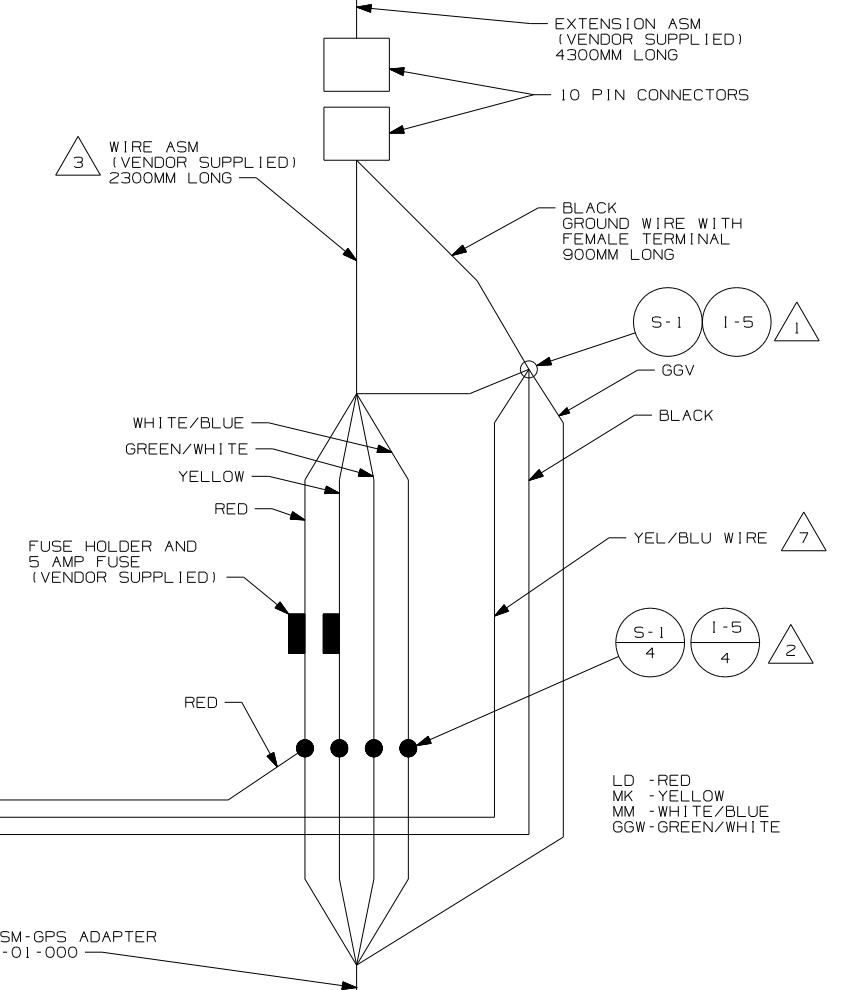 EXTENSION ASM
(VENDOR SUPPLIED)
4300MM LONG
10 PIN CONNECTORS
3
WIRE ASM
(VENDOR SUPPLIED)
2300MM LONG
BLACK
GROUND WIRE WITH
FEMALE TERMINAL
900MM LONG
S-1
I-5
1
GGV
BLACK
WHITE/BLUE
GREEN/WHITE
YELLOW
RED
FUSE HOLDER AND
5 AMP FUSE
(VENDOR SUPPLIED)
YEL/BLU WIRE
7
S-1
4
I-5
4
2
RED
LD -RED
MK -YELLOW
MM -WHITE/BLUE
GGW-GREEN/WHITE
SM-GPS ADAPTER
-01-000